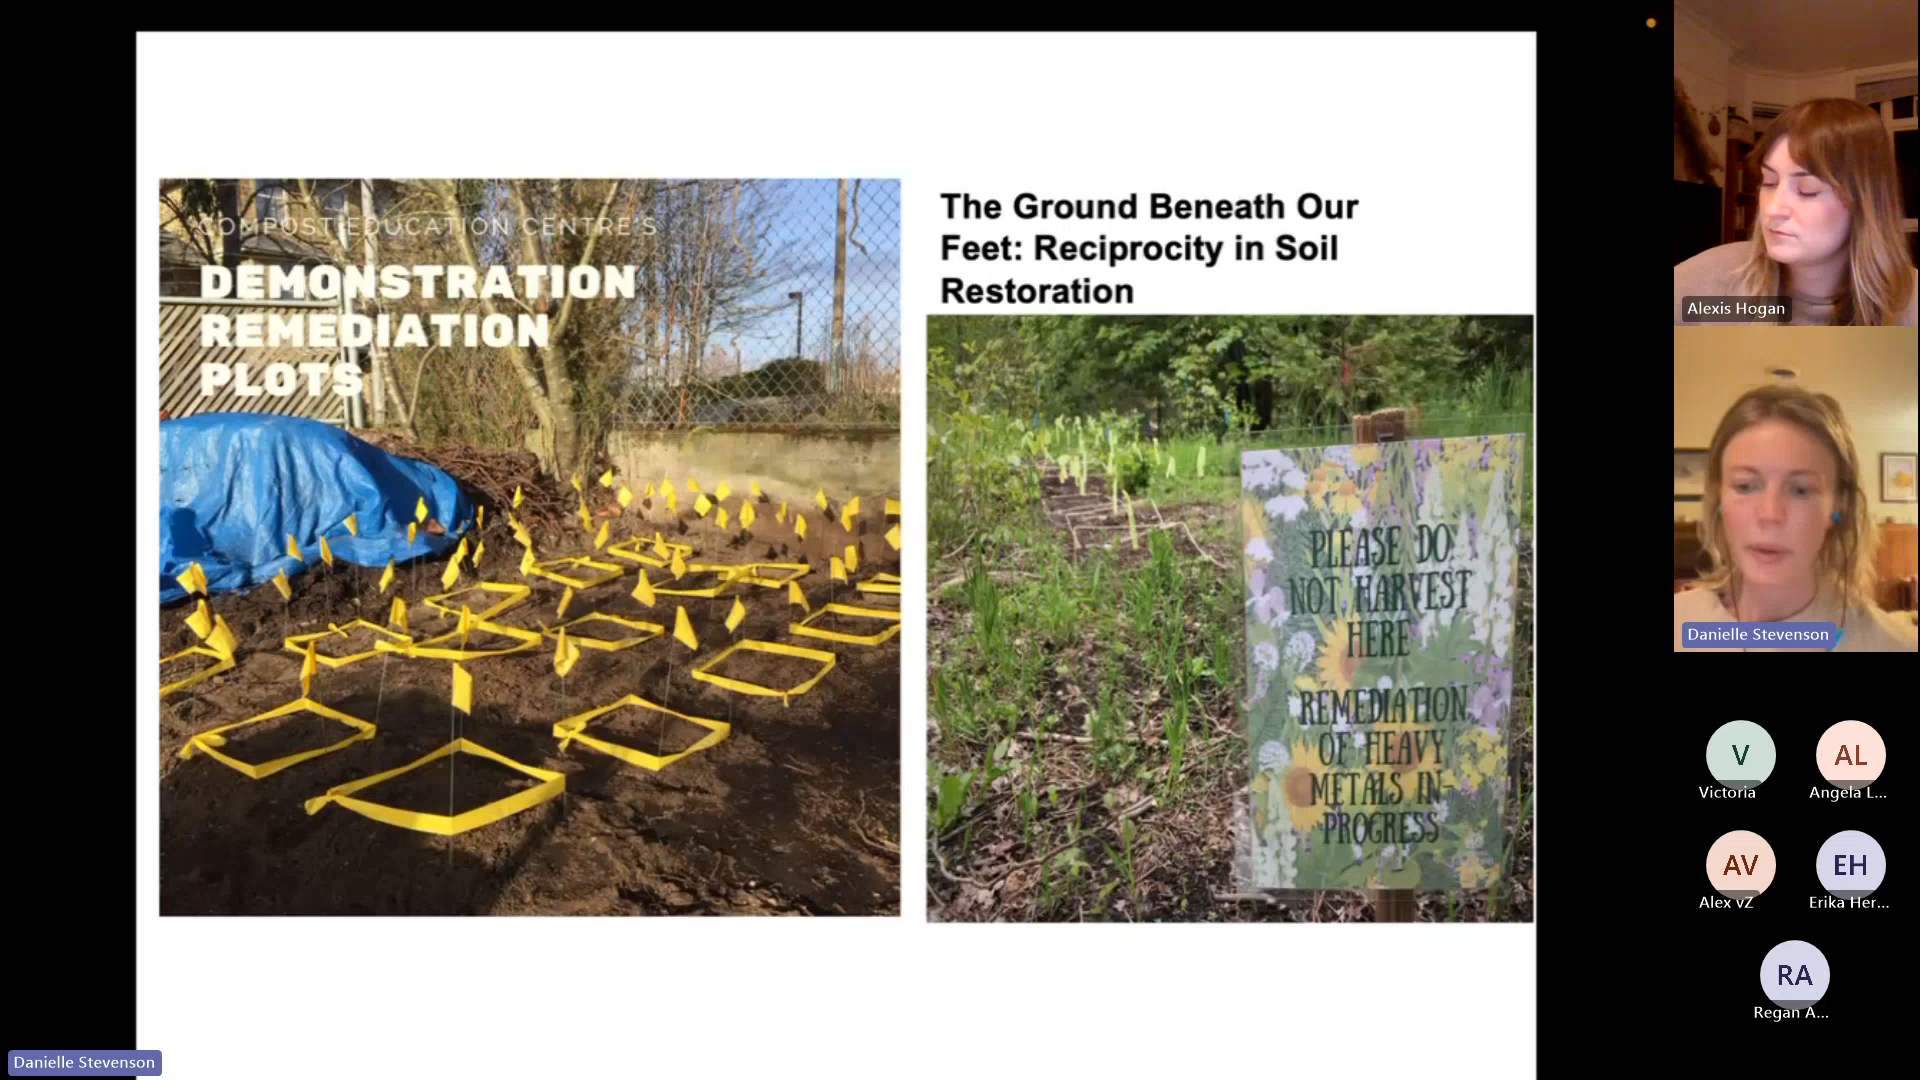 COMPOST EDUCATION CENTRE'S
DEMONSTRATION
REMEDIATION
PLOTS
The Ground Beneath Our
Feet: Reciprocity in Soil
Restoration
PLEASE DO
NOT HARVEST
HERE
REMEDIATION
OF HEAVY
METALS IN-
PROGRESS
Alexis Hogan
Danielle Stevenson
V
Victoria
AL
Angela L...
AV
Alex vZ
EH
Erika Her...
RA
Regan A...
Danielle Stevenson